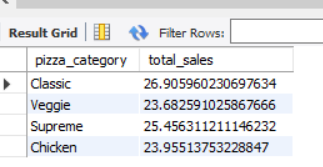 Result Grid Filter Rows:
pizza_category total_sales
Classic 26.905960230697634
Veggie 23.682591025867666
Supreme 25.456311211146232
Chicken 23.95513753228847